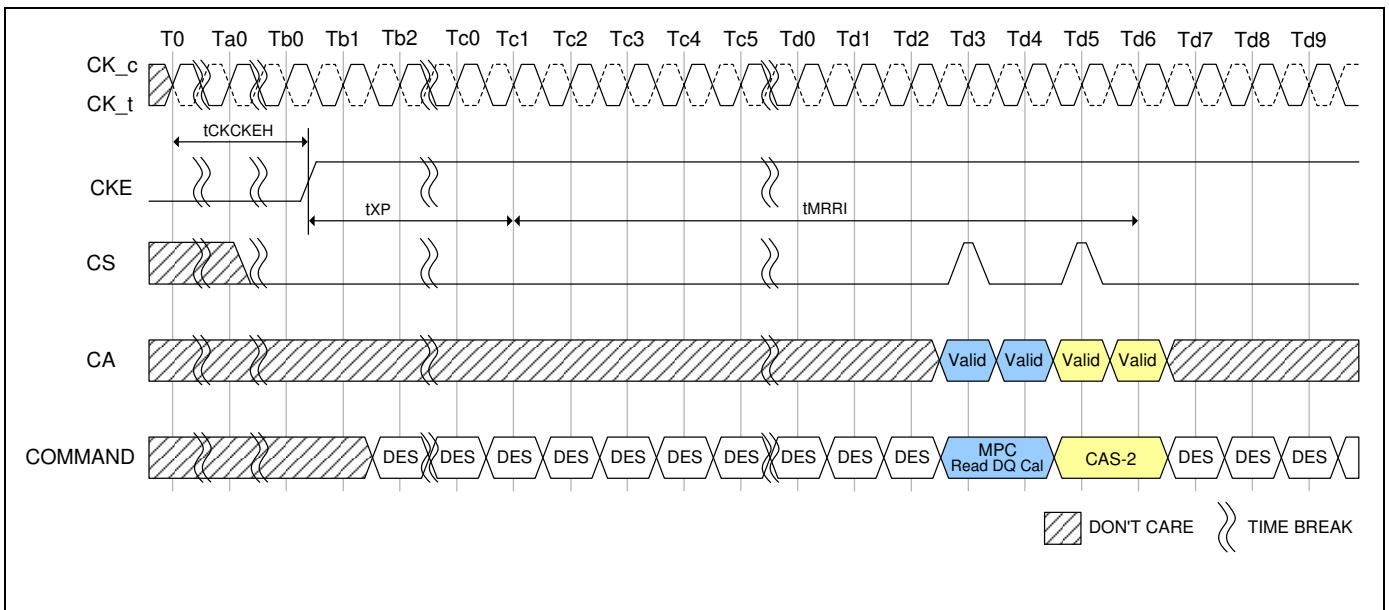 T0 Ta0 Tb0 Tb1 Tb2 Tc0 Tc1 Tc2 Tc3 Tc4 Tc5 Td0 Td1 Td2 Td3 Td4 Td5 Td6 Td7 Td8 Td9
CK_c
CK_t
tCKCKEH
CKE
tXP tMRRI
CS
CA Valid Valid Valid Valid
COMMAND DES DES DES DES DES DES DES DES DES DES MPC Read DQ Cal CAS-2 DES DES DES
DON'T CARE TIME BREAK